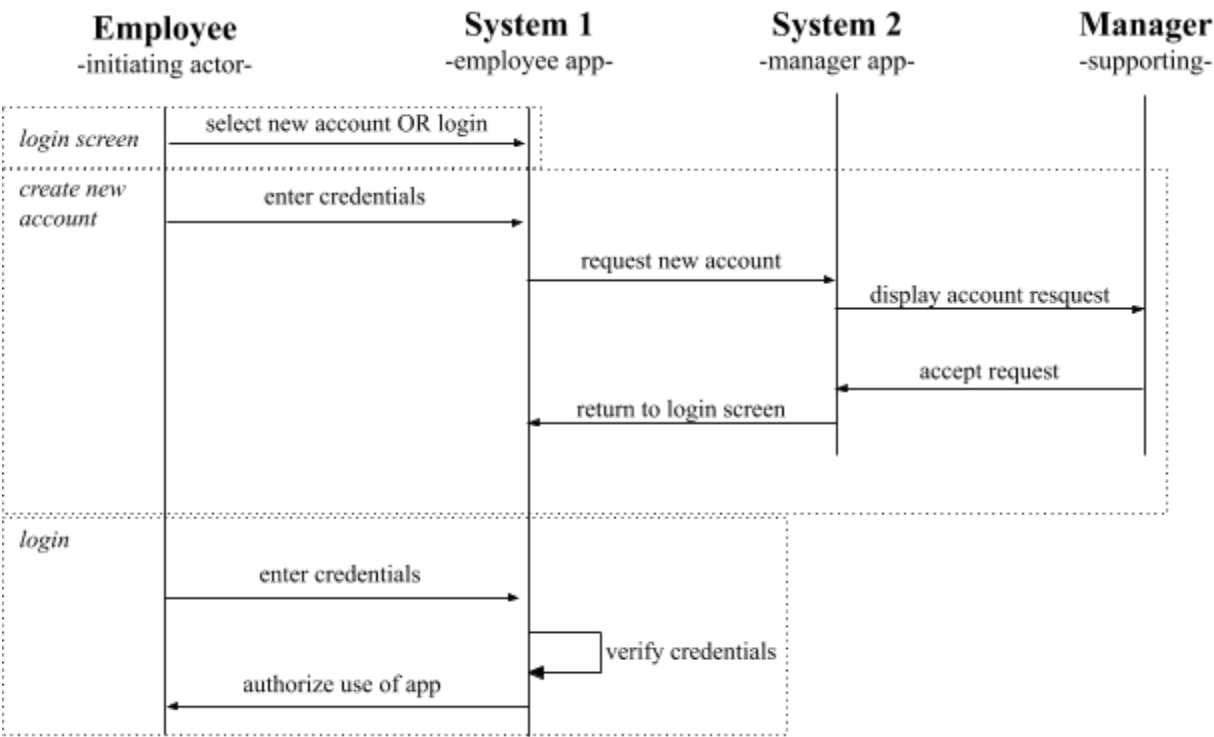 Employee
-initiating actor-
System 1
-employee app-
System 2
-manager app-
Manager
-supporting-
login screen
select new account OR login
create new
account
enter credentials
request new account
display account resquest
accept request
return to login screen
login
enter credentials
verify credentials
authorize use of app